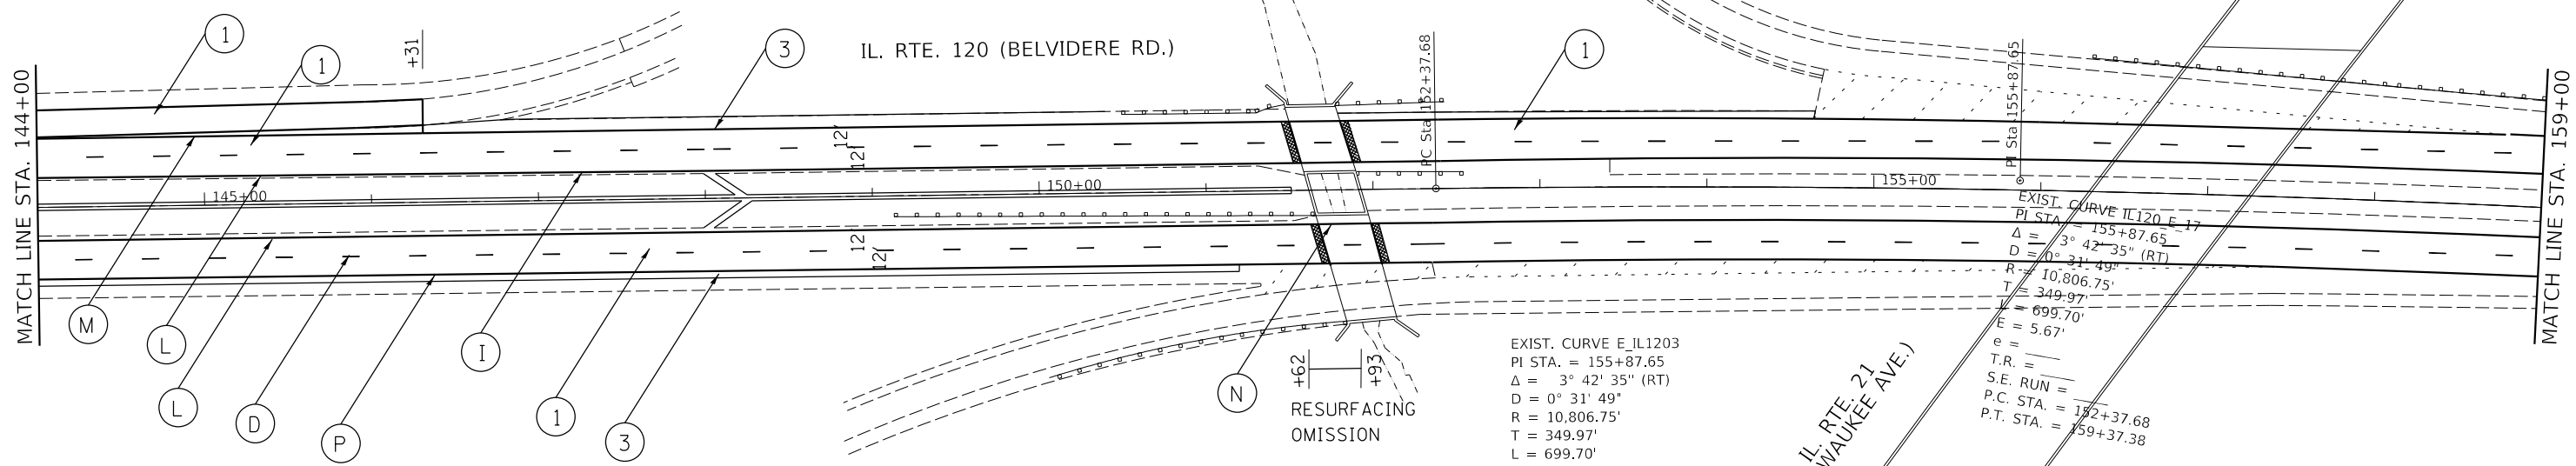 MATCH LINE STA. 144+00
1
1
+31
3
IL. RTE. 120 (BELVIDERE RD.)
1
PC Sta 152+37.68
PI Sta 155+87.65
MATCH LINE STA. 159+00
12'
12'
145+00
150+00
155+00
12'
12'
M
L
L
D
P
I
1
3
N
+62
+93
RESURFACING
OMISSION
EXIST. CURVE E_IL1203
PI STA. = 155+87.65
Δ = 3° 42' 35" (RT)
D = 0° 31' 49"
R = 10,806.75'
T = 349.97'
L = 699.70'
IL. RTE. 21
WAUKEE AVE.)
EXIST. CURVE IL120_E_17
PI STA. = 155+87.65
Δ = 3° 42' 35" (RT)
D = 0° 31' 49"
R = 10,806.75'
T = 349.97'
L = 699.70'
E = 5.67'
e = ____
T.R. = ____
S.E. RUN = ____
P.C. STA. = 152+37.68
P.T. STA. = 159+37.38